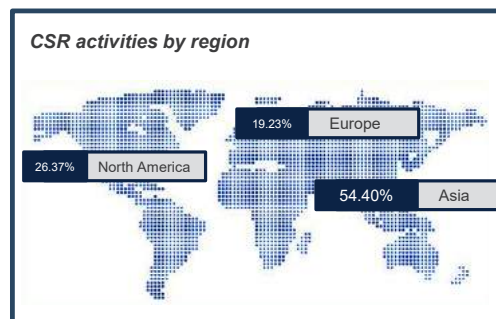 CSR activities by region
19.23% Europe
26.37% North America
54.40% Asia